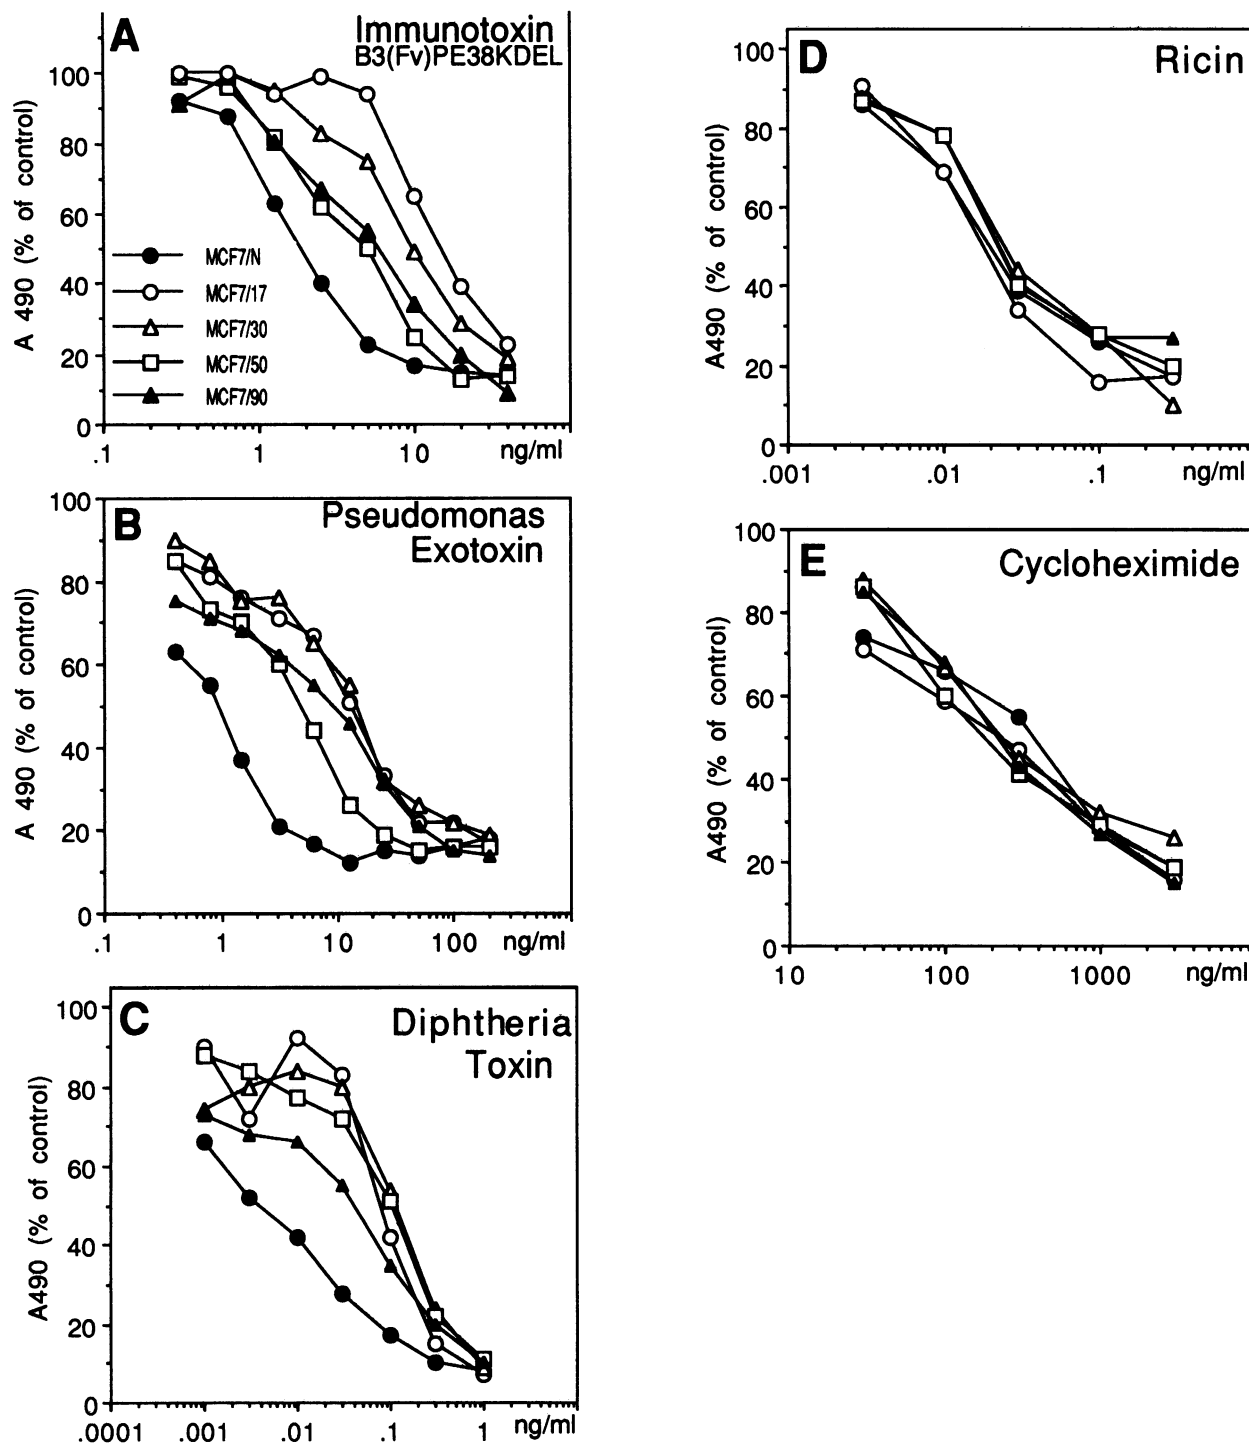 A
Immunotoxin
B3(Fv)PE38KDEL
A 490 (% of control)
100
80
60
40
20
0
MCF7/N
MCF7/17
MCF7/30
MCF7/50
MCF7/90
.1
1
10
ng/ml
B
Pseudomonas
Exotoxin
A 490 (% of control)
100
80
60
40
20
0
.1
1
10
100
ng/ml
C
Diphtheria
Toxin
A490 (% of control)
100
80
60
40
20
0
.0001
.001
.01
.1
1
ng/ml
D
Ricin
A490 (% of control)
100
80
60
40
20
0
.001
.01
.1
ng/ml
E
Cycloheximide
A490 (% of control)
100
80
60
40
20
0
10
100
1000
ng/ml